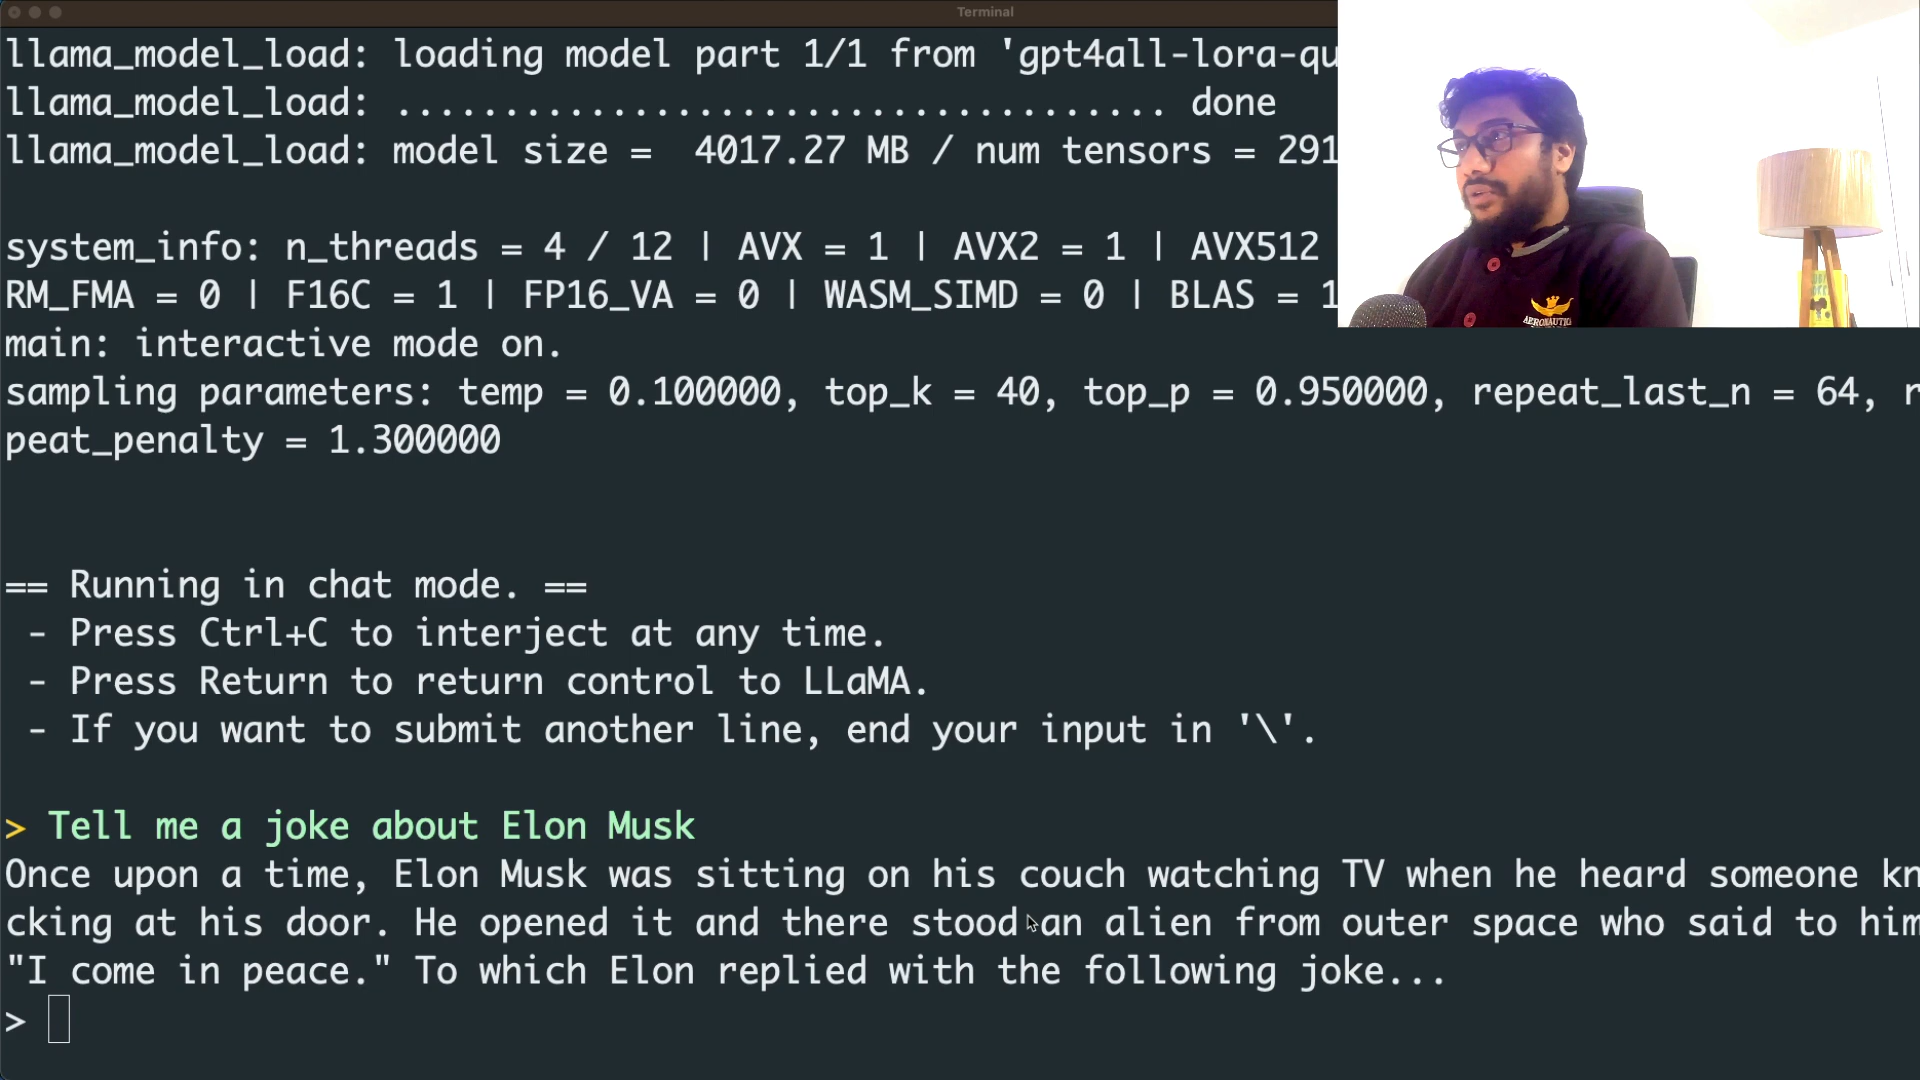 Terminal
llama_model_load: loading model part 1/1 from 'gpt4all-lora-qu
llama_model_load: .................................... done
llama_model_load: model size =  4017.27 MB / num tensors = 291
system_info: n_threads = 4 / 12 | AVX = 1 | AVX2 = 1 | AVX512
RM_FMA = 0 | F16C = 1 | FP16_VA = 0 | WASM_SIMD = 0 | BLAS = 1
main: interactive mode on.
sampling parameters: temp = 0.100000, top_k = 40, top_p = 0.950000, repeat_last_n = 64, r
peat_penalty = 1.300000
== Running in chat mode. ==
- Press Ctrl+C to interject at any time.
- Press Return to return control to LLaMA.
- If you want to submit another line, end your input in '\'.
> Tell me a joke about Elon Musk
Once upon a time, Elon Musk was sitting on his couch watching TV when he heard someone kn
cking at his door. He opened it and there stood an alien from outer space who said to him
"I come in peace." To which Elon replied with the following joke...
>
AERONAUTICA